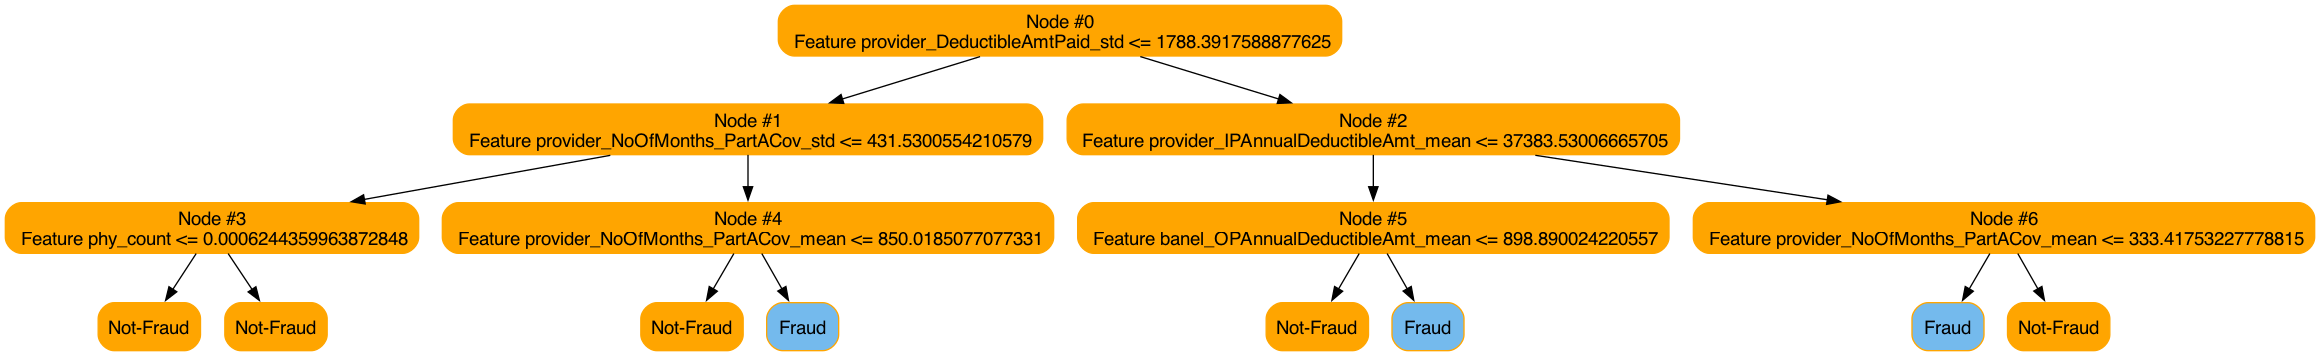 Node #0
Feature provider_DeductibleAmtPaid_std <= 1788.3917588877625
Node #1
Feature provider_NoOfMonths_PartACov_std <= 431.5300554210579
Node #2
Feature provider_IPAnnualDeductibleAmt_mean <= 37383.53006665705
Node #3
Feature phy_count <= 0.0006244359963872848
Node #4
Feature provider_NoOfMonths_PartACov_mean <= 850.0185077077331
Node #5
Feature banel_OPAnnualDeductibleAmt_mean <= 898.890024220557
Node #6
Feature provider_NoOfMonths_PartACov_mean <= 333.41753227778815
Not-Fraud
Not-Fraud
Not-Fraud
Fraud
Not-Fraud
Fraud
Fraud
Not-Fraud